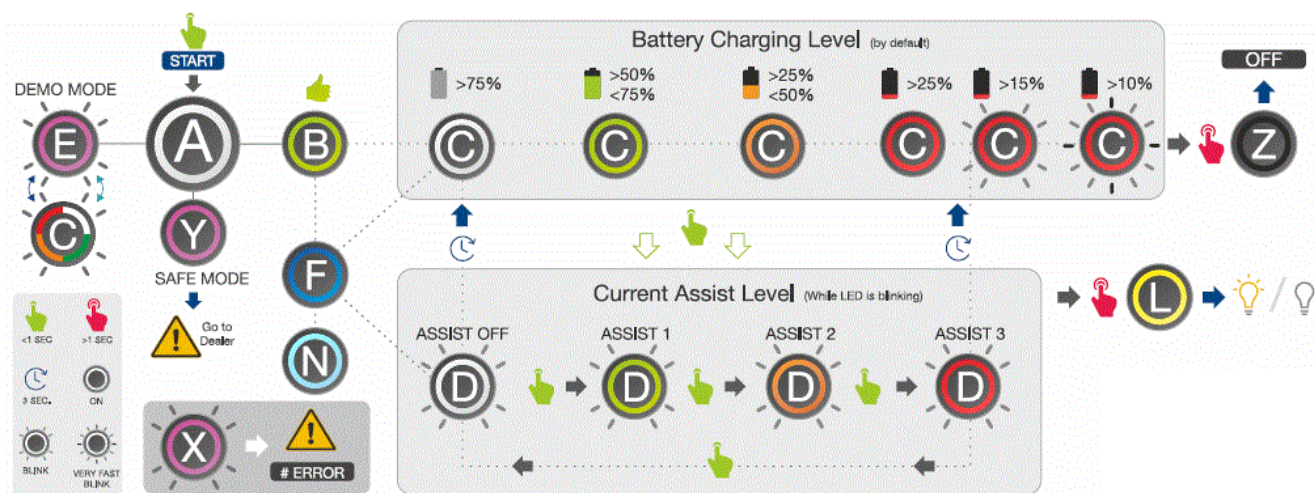 START
DEMO MODE
E
A
B
C
Y
SAFE MODE
Go to
Dealer
F
N
<1 SEC
>1 SEC
3 SEC.
ON
BLINK
VERY FAST
BLINK
X
# ERROR
Battery Charging Level (by default)
>75%
>50%
<75%
>25%
<50%
>25%
>15%
>10%
C
C
C
C
C
C
OFF
Z
Current Assist Level (While LED is blinking)
ASSIST OFF
ASSIST 1
ASSIST 2
ASSIST 3
D
D
D
D
L